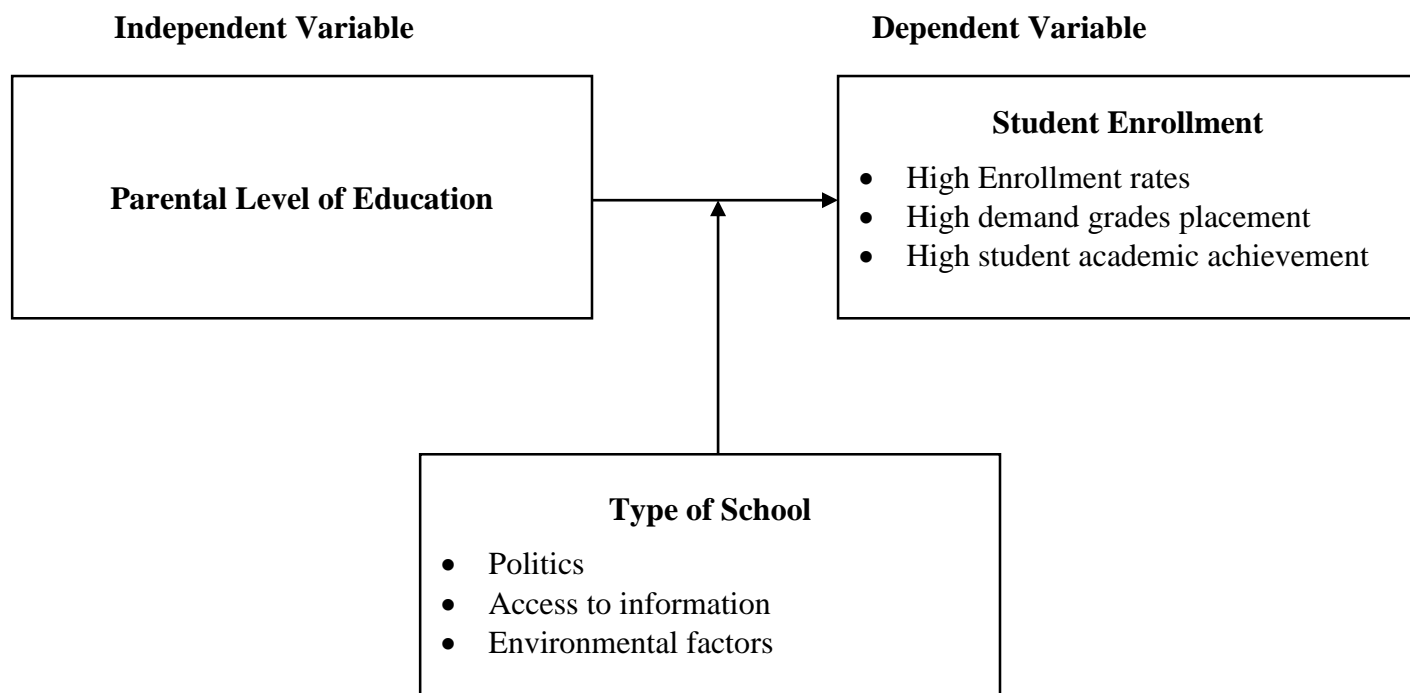 Independent Variable
Dependent Variable
Parental Level of Education
Student Enrollment
• High Enrollment rates
• High demand grades placement
• High student academic achievement
Type of School
• Politics
• Access to information
• Environmental factors